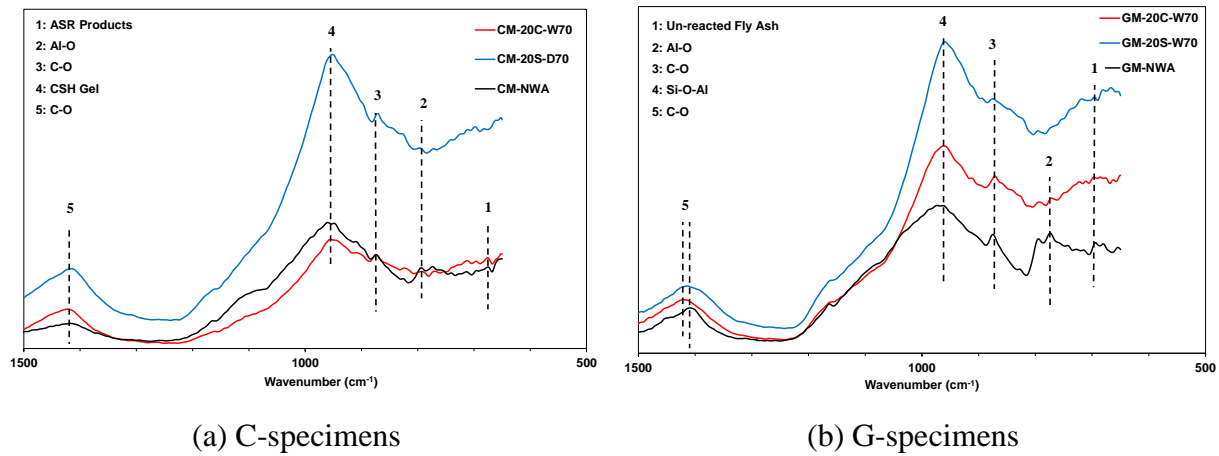 1: ASR Products
2: Al-O
3: C-O
4: CSH Gel
5: C-O
CM-20C-W70
CM-20S-D70
CM-NWA
4
3
2
5
1
1500
1000
500
Wavenumber (cm-1)
(a) C-specimens
1: Un-reacted Fly Ash
2: Al-O
3: C-O
4: Si-O-Al
5: C-O
GM-20C-W70
GM-20S-W70
GM-NWA
4
3
1
2
5
1500
1000
500
Wavenumber (cm-1)
(b) G-specimens